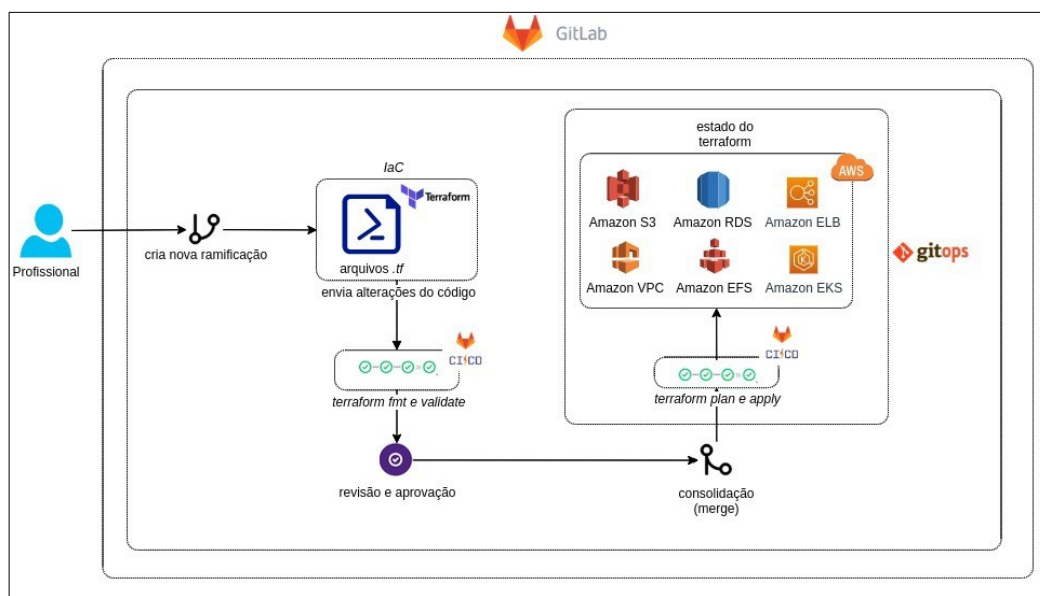 GitLab
estado do
terraform
IaC
Terraform
AWS
Amazon S3
Amazon RDS
Amazon ELB
cria nova ramificação
Profissional
arquivos .tf
gitops
Amazon VPC
Amazon EFS
Amazon EKS
envia alterações do código
CI/CD
CI/CD
terraform fmt e validate
terraform plan e apply
revisão e aprovação
consolidação
(merge)